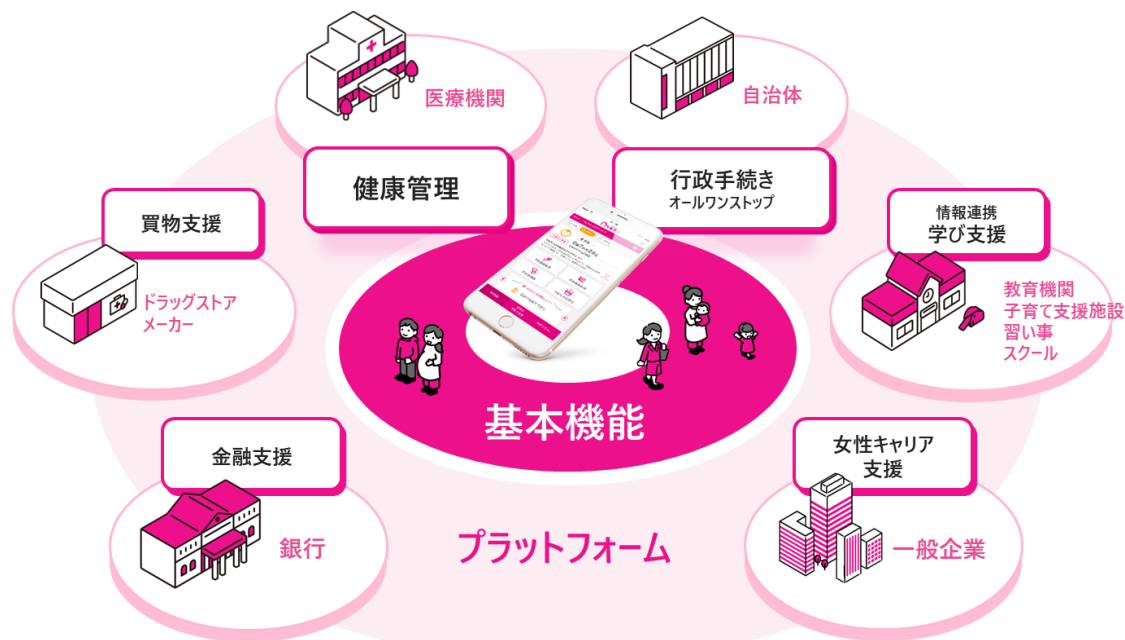 医療機関
自治体
健康管理
行政手続き
オールワンストップ
買物支援
情報連携
学び支援
ドラッグストア
メーカー
教育機関
子育て支援施設
習い事
スクール
基本機能
金融支援
女性キャリア
支援
銀行
プラットフォーム
一般企業